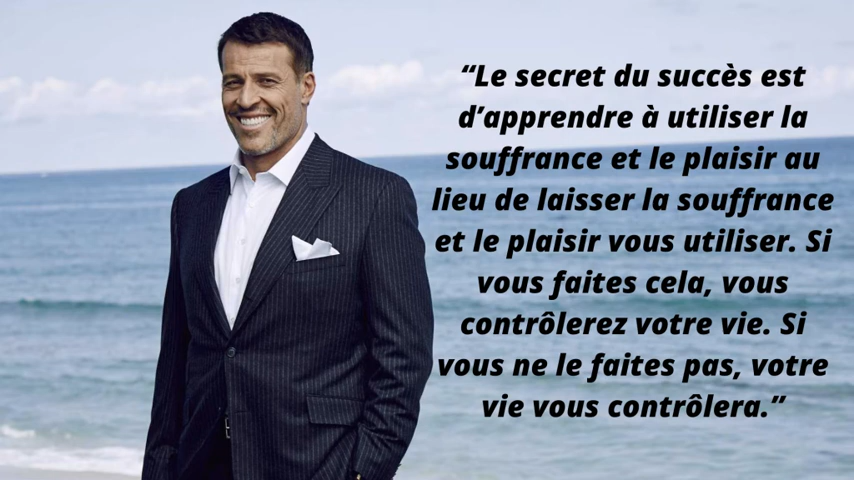 “Le secret du succès est
d’apprendre à utiliser la
souffrance et le plaisir au
lieu de laisser la souffrance
et le plaisir vous utiliser. Si
vous faites cela, vous
contrôlerez votre vie. Si
vous ne le faites pas, votre
vie vous contrôlera.”